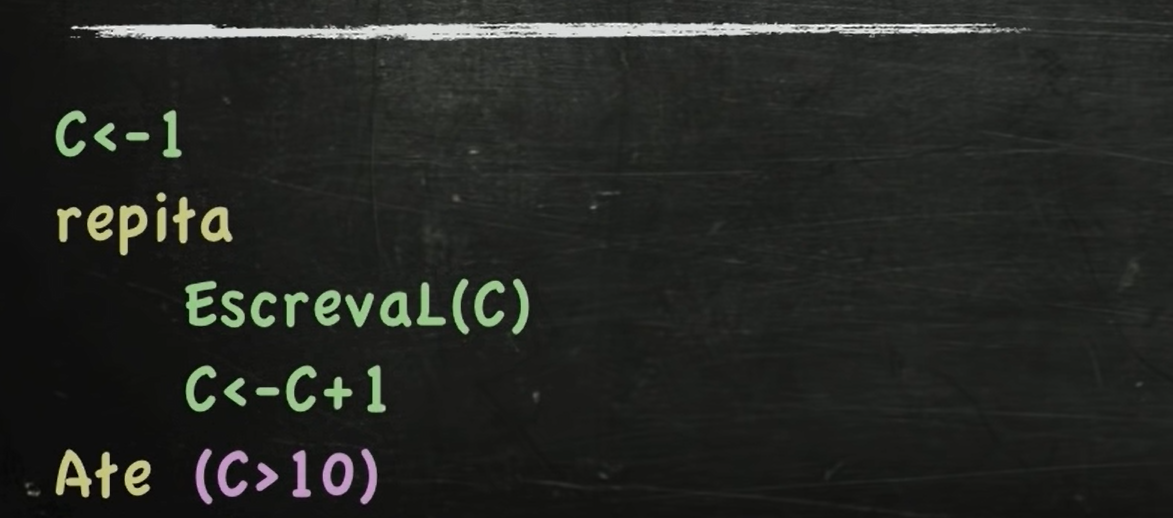 C<-1
repita
EscrevaL(C)
C<-C+1
Ate (C>10)